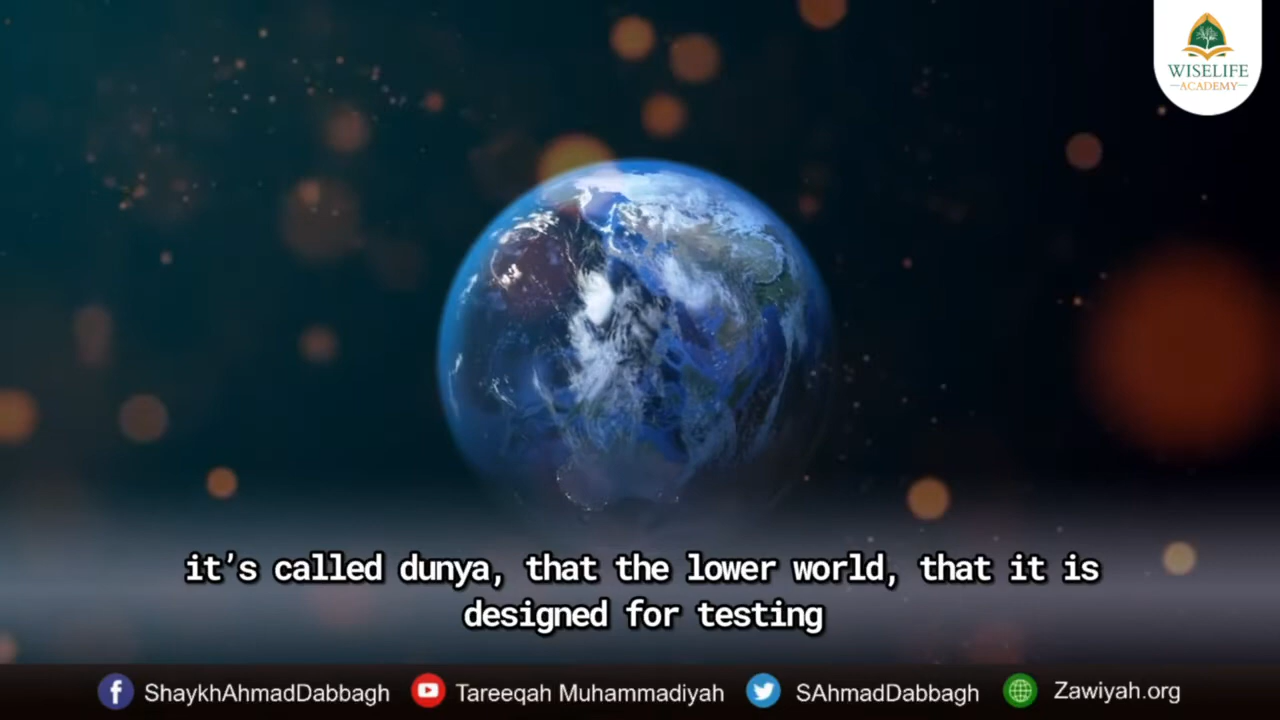 WISELIFE
ACADEMY
it's called dunya, that the lower world, that it is
designed for testing
ShaykhAhmadDabbagh
Tareeqah Muhammadiyah
SAhmadDabbagh
Zawiyah.org